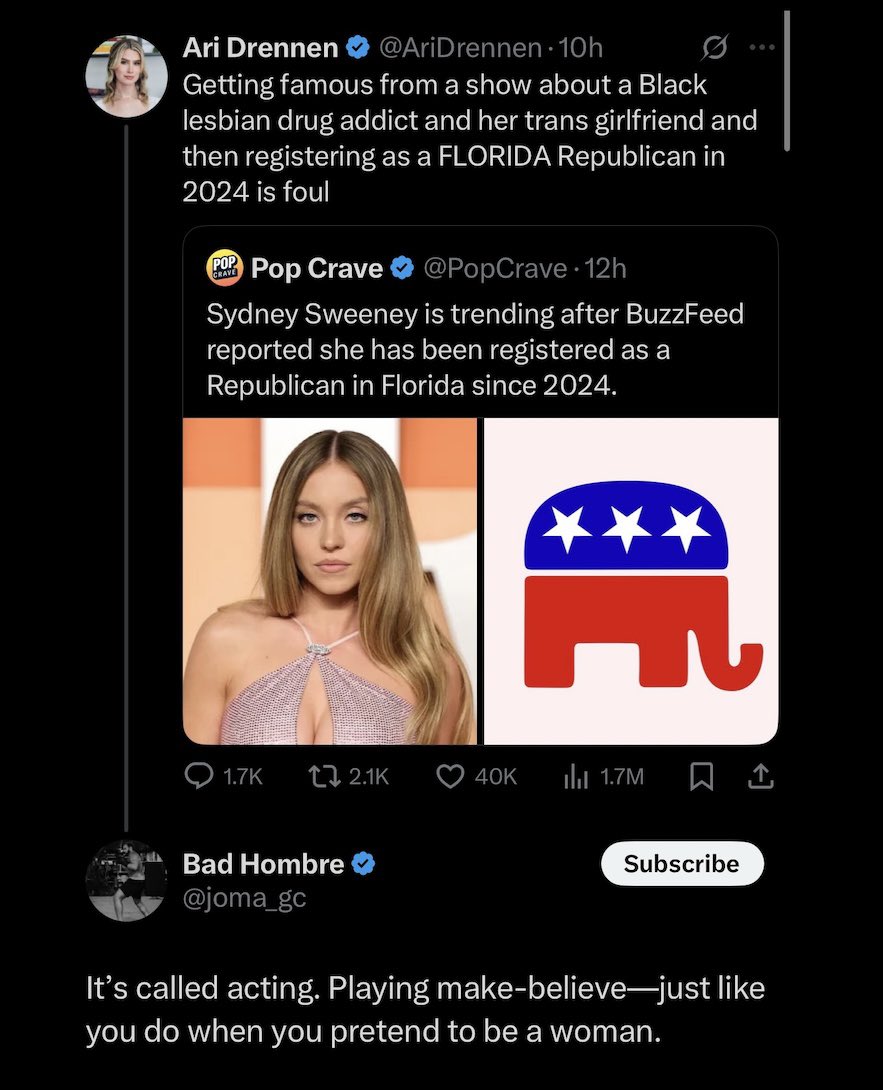 Ari Drennen @AriDrennen · 10h
Getting famous from a show about a Black
lesbian drug addict and her trans girlfriend and
then registering as a FLORIDA Republican in
2024 is foul
POP
CRAVE
Pop Crave @PopCrave · 12h
Sydney Sweeney is trending after BuzzFeed
reported she has been registered as a
Republican in Florida since 2024.
1.7K 2.1K 40K 1.7M
Bad Hombre
Subscribe
@joma_gc
It’s called acting. Playing make-believe—just like
you do when you pretend to be a woman.